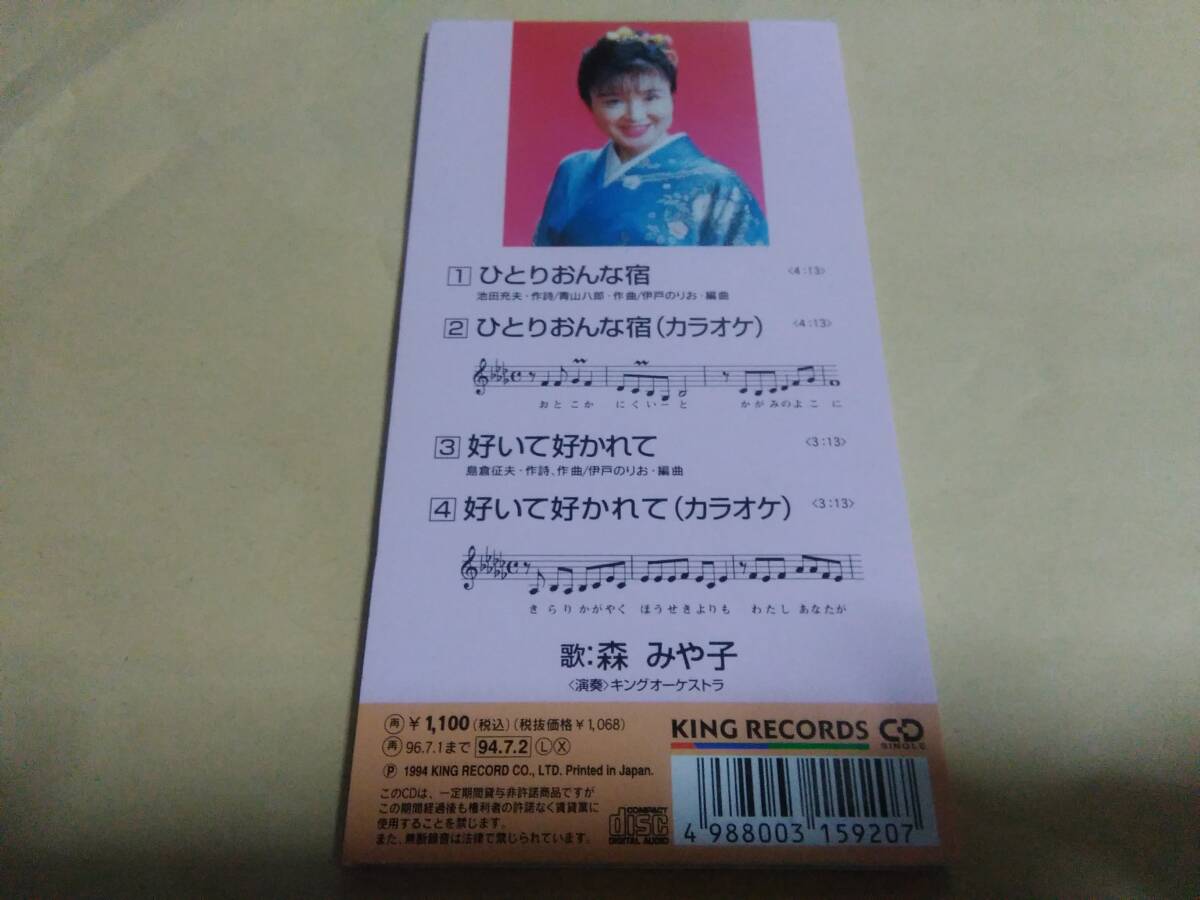 1 ひとりおんな宿 〈4:13〉
池田充夫・作詩/青山八郎・作曲/伊戸のりお・編曲
2 ひとりおんな宿(カラオケ) 〈4:13〉
おとこか にくいーと かがみのよこに
3 好いて好かれて 〈3:13〉
島倉征夫・作詩、作曲/伊戸のりお・編曲
4 好いて好かれて(カラオケ) 〈3:13〉
きらりかがやく ほうせきよりも わたしあなたが
歌:森 みや子
〈演奏〉キングオーケストラ
再 ¥1,100(税込)(税抜価格¥1,068)
再 96.7.1まで 94.7.2 L X
Ⓟ 1994 KING RECORD CO., LTD. Printed in Japan.
このCDは、一定期間貸与非許諾商品ですが
この期間経過後も権利者の許諾なく賃貸業に
使用することを禁じます。
また、無断録音は法律で禁じられています。
KING RECORDS
CD SINGLE
COMPACT
disc
DIGITAL AUDIO
4 988003 159207